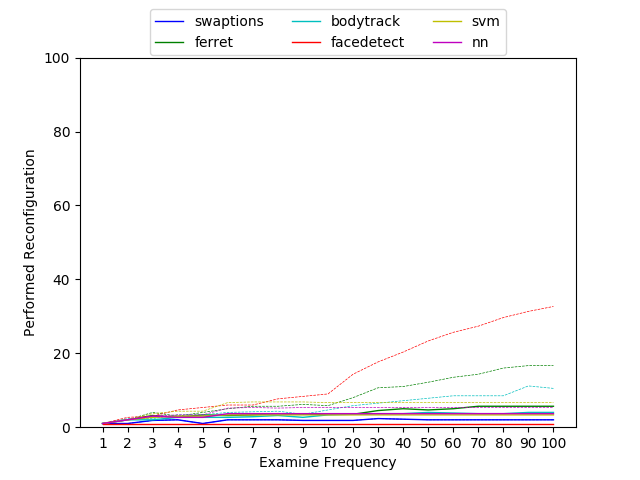 swaptions bodytrack svm
ferret facedetect nn
100
80
60
40
20
0
Performed Reconfiguration
1 2 3 4 5 6 7 8 9 10 20 30 40 50 60 70 80 90 100
Examine Frequency